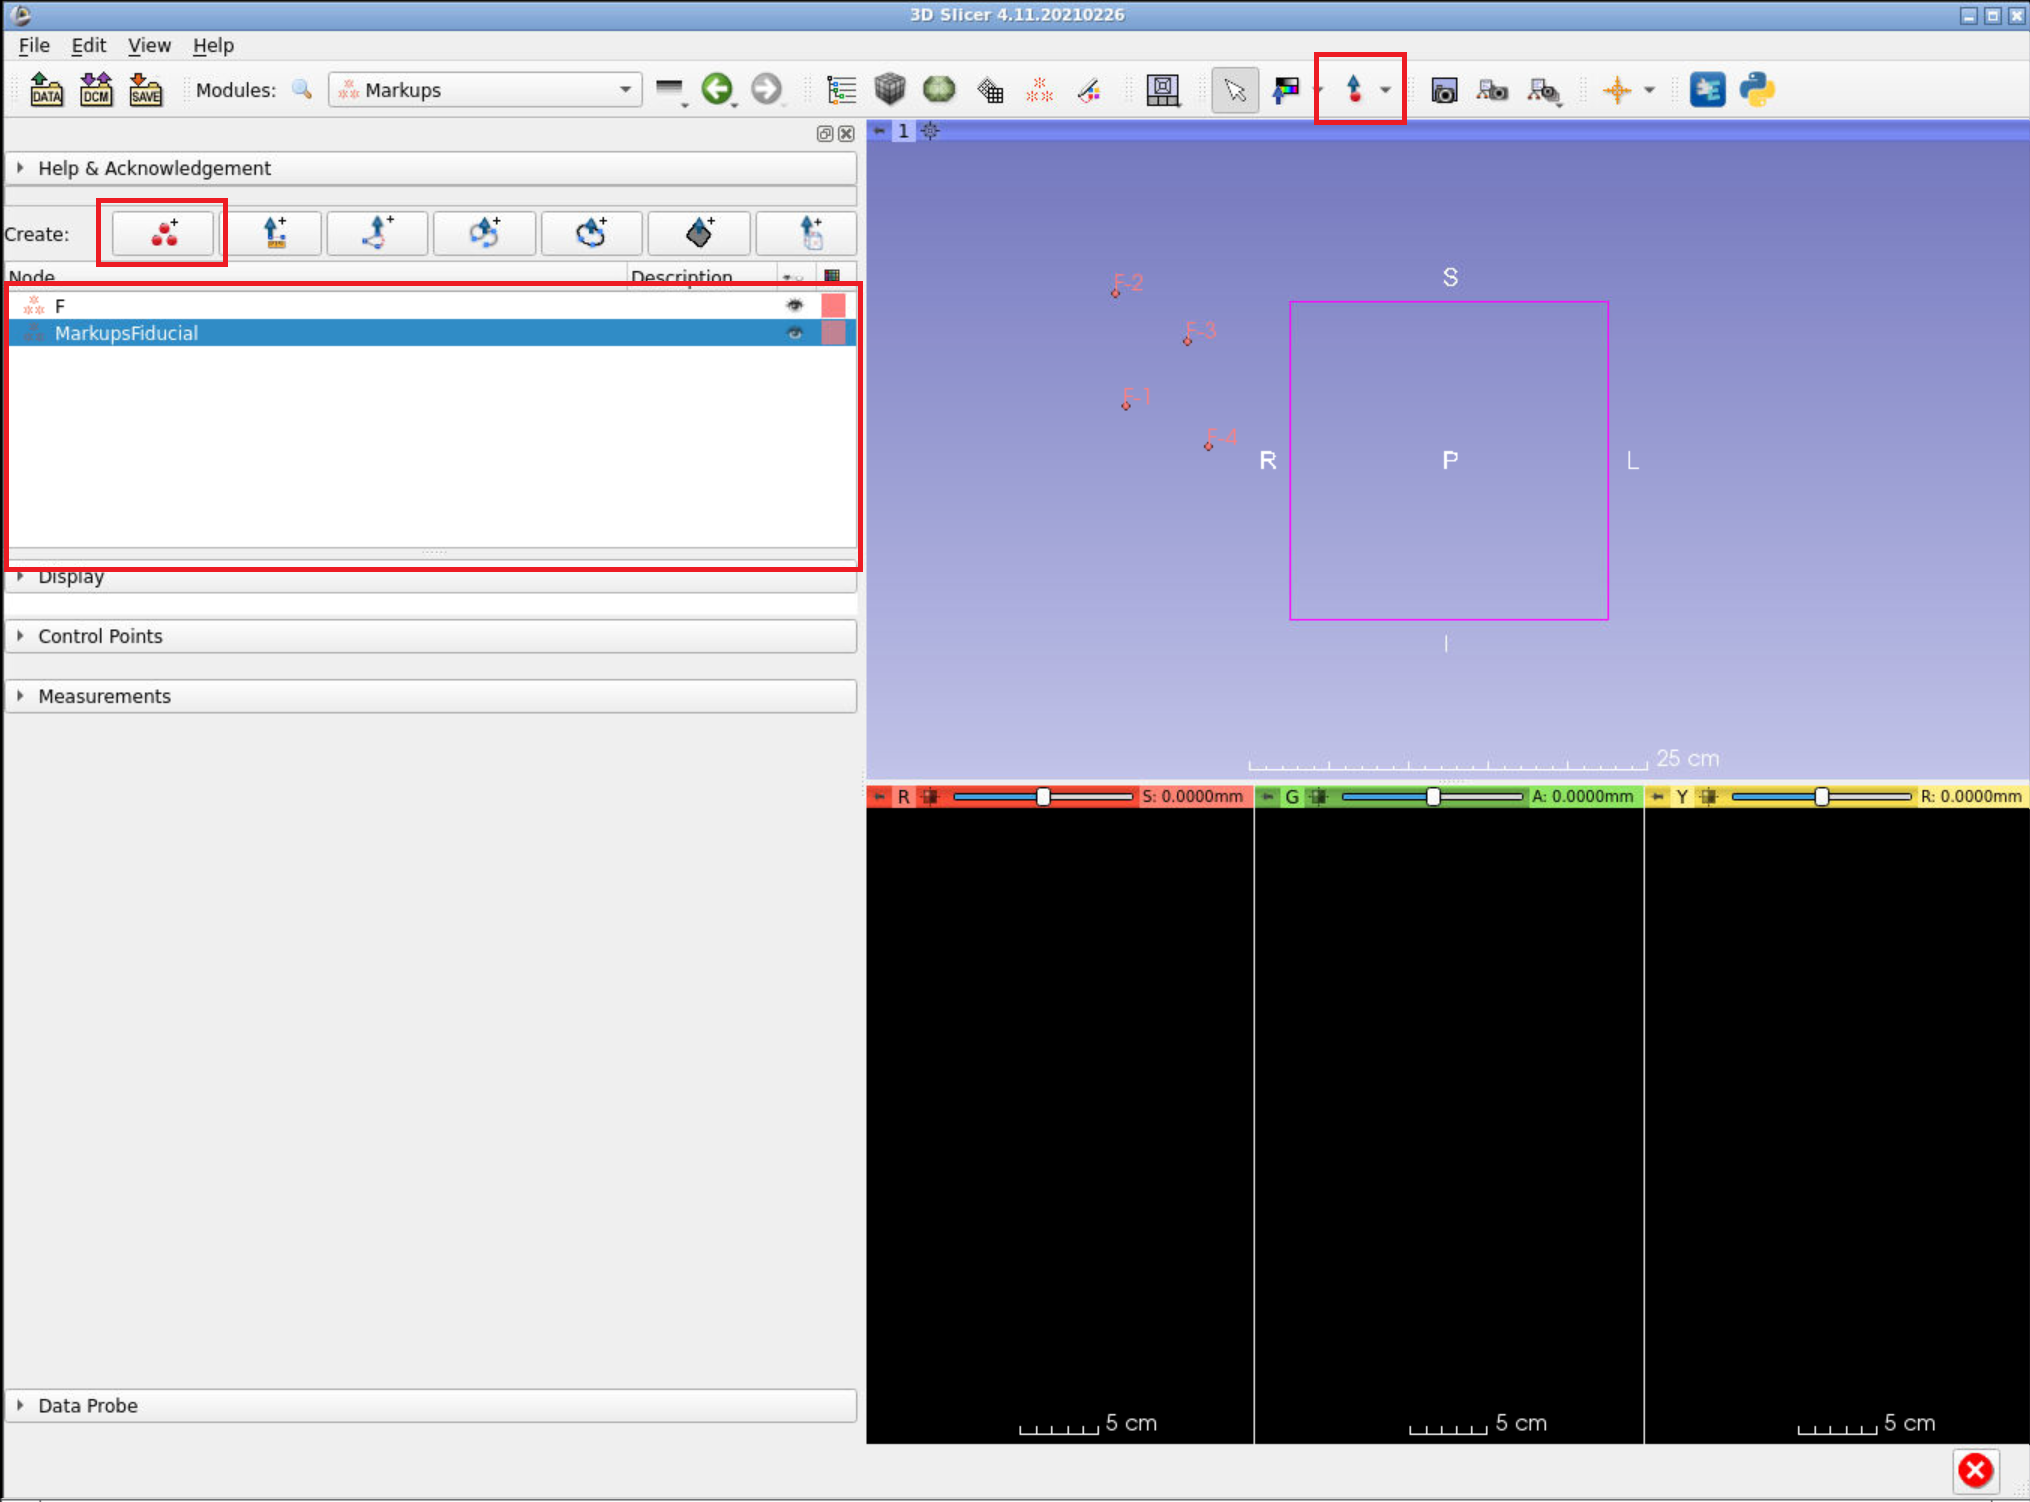 3D Slicer 4.11.20210226
File Edit View Help
DATA DCM SAVE Modules: Markups
1
Help & Acknowledgement
Create:
Node Description
F
MarkupsFiducial
Display
Control Points
Measurements
Data Probe
S
F-2
F-3
F-1
F-4
R P L
I
25 cm
R S: 0.0000mm G A: 0.0000mm Y R: 0.0000mm
5 cm 5 cm 5 cm